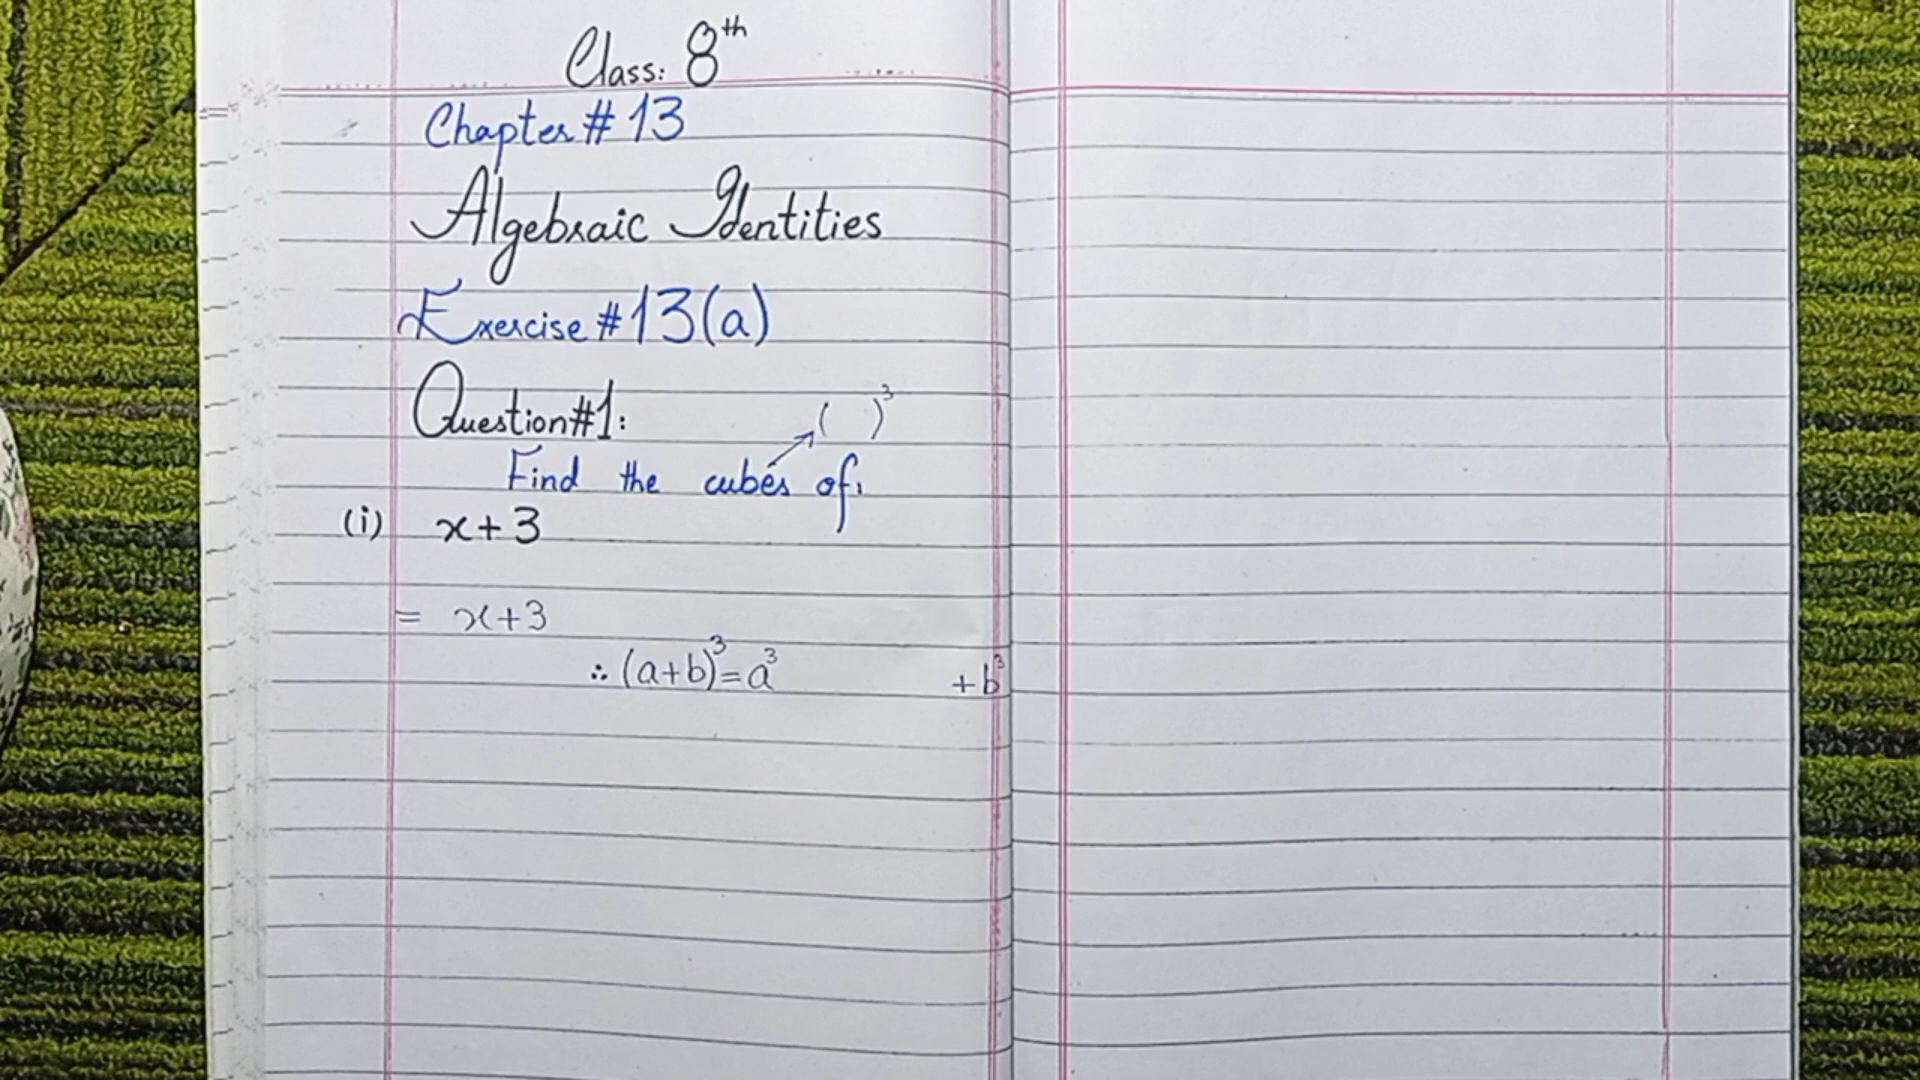 Class: 8th
Chapter # 13
Algebraic Identities
Exercise # 13(a)
Question#1:
( )³
Find the cubes of,
(i) x+3
= x+3
∴ (a+b)³=a³ +b³